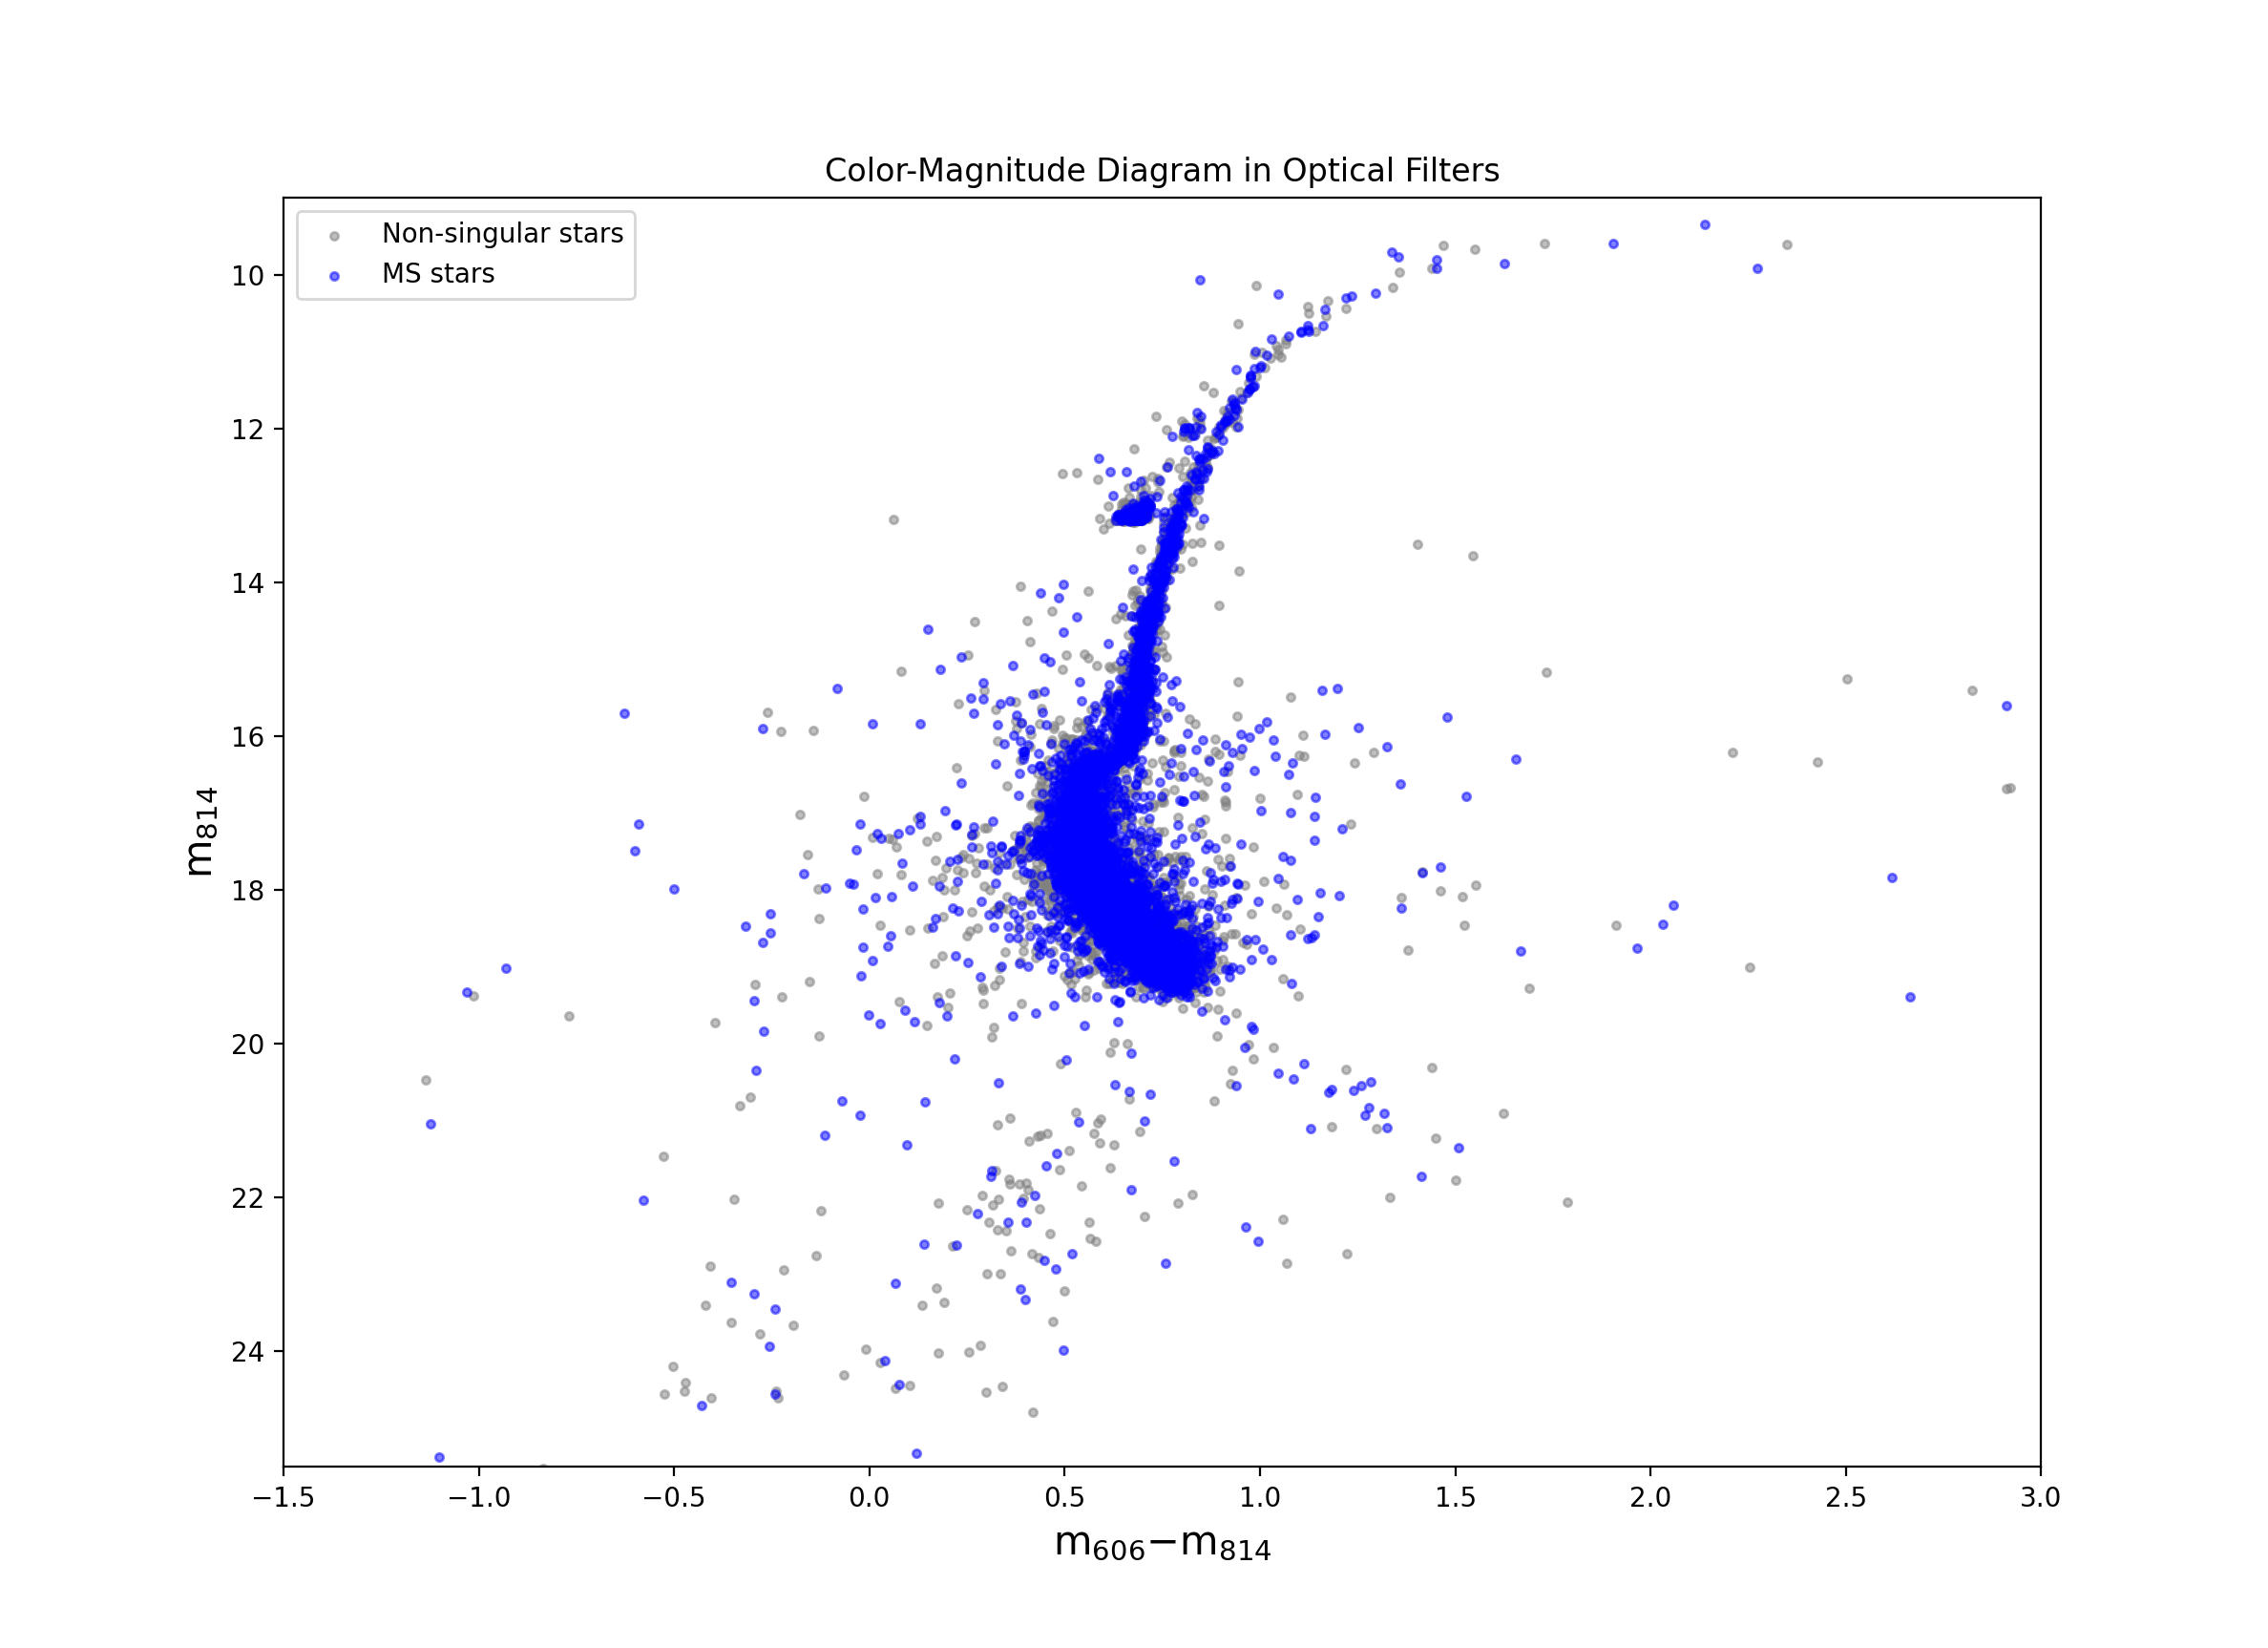 Color-Magnitude Diagram in Optical Filters
Non-singular stars
MS stars
10
12
14
16
18
20
22
24
m814
−1.5 −1.0 −0.5 0.0 0.5 1.0 1.5 2.0 2.5 3.0
m606−m814